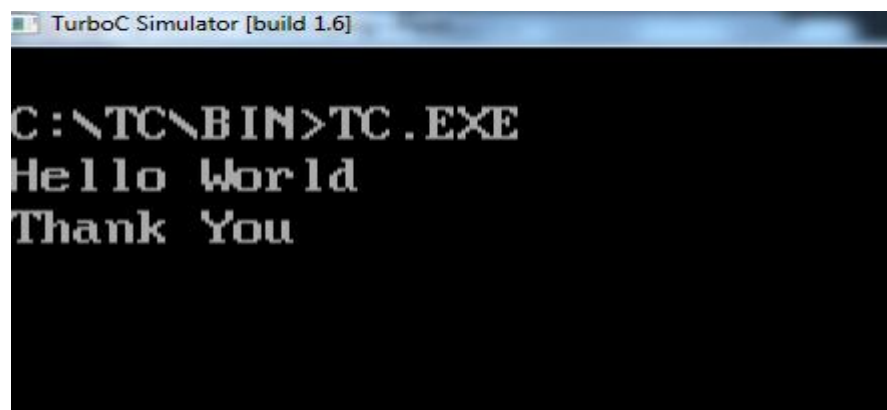 TurboC Simulator [build 1.6]
C:\TC\BIN>TC.EXE
Hello World
Thank You